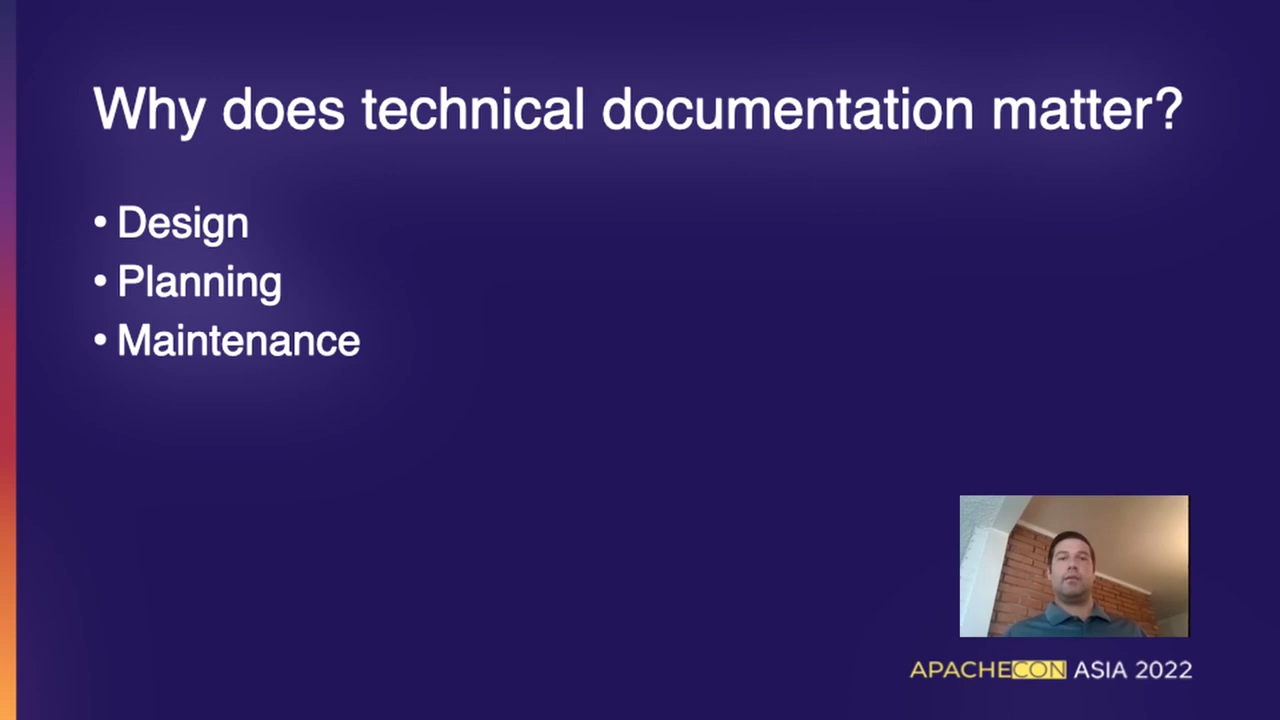 Why does technical documentation matter?
• Design
• Planning
• Maintenance
APACHECON ASIA 2022